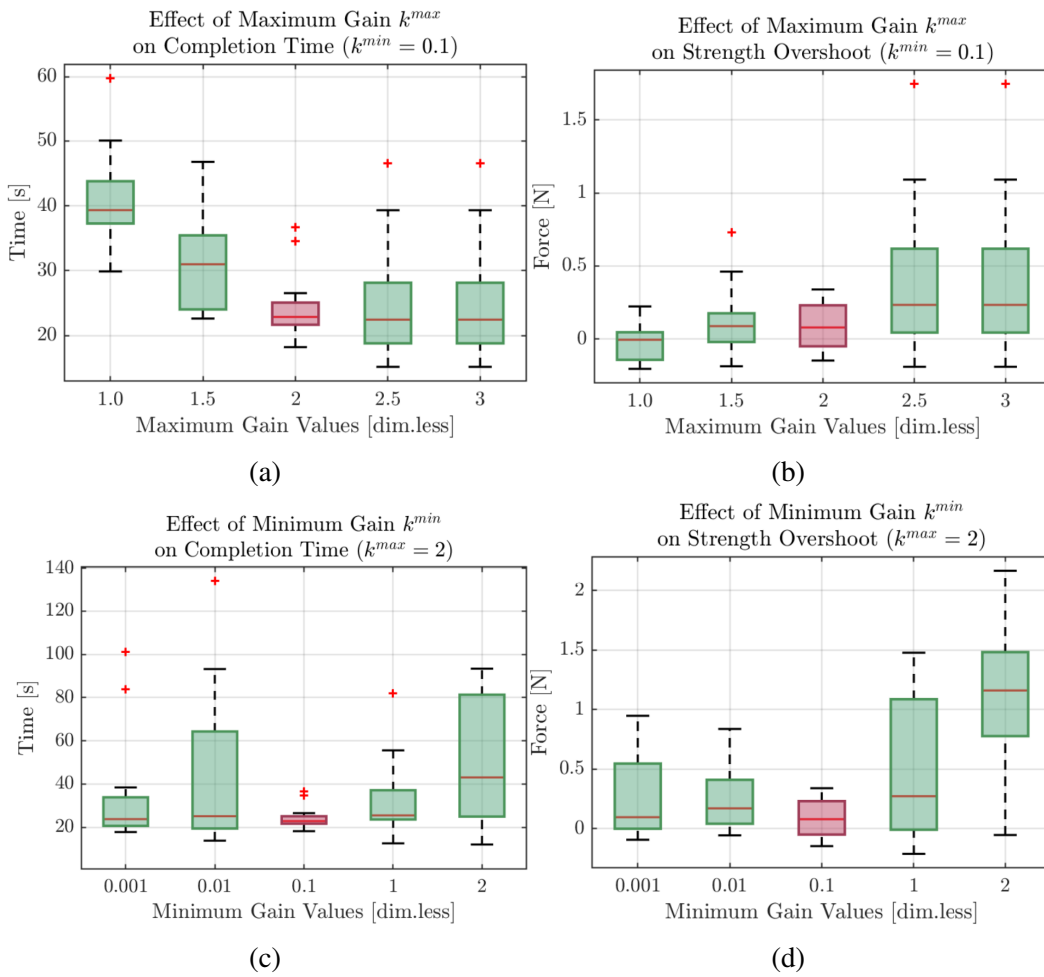 Effect of Maximum Gain k^max
on Completion Time (k^min = 0.1)
60
50
40
30
20
Time [s]
1.0 1.5 2 2.5 3
Maximum Gain Values [dim.less]
(a)
Effect of Maximum Gain k^max
on Strength Overshoot (k^min = 0.1)
1.5
1
0.5
0
Force [N]
1.0 1.5 2 2.5 3
Maximum Gain Values [dim.less]
(b)
Effect of Minimum Gain k^min
on Completion Time (k^max = 2)
140
120
100
80
60
40
20
Time [s]
0.001 0.01 0.1 1 2
Minimum Gain Values [dim.less]
(c)
Effect of Minimum Gain k^min
on Strength Overshoot (k^max = 2)
2
1.5
1
0.5
0
Force [N]
0.001 0.01 0.1 1 2
Minimum Gain Values [dim.less]
(d)